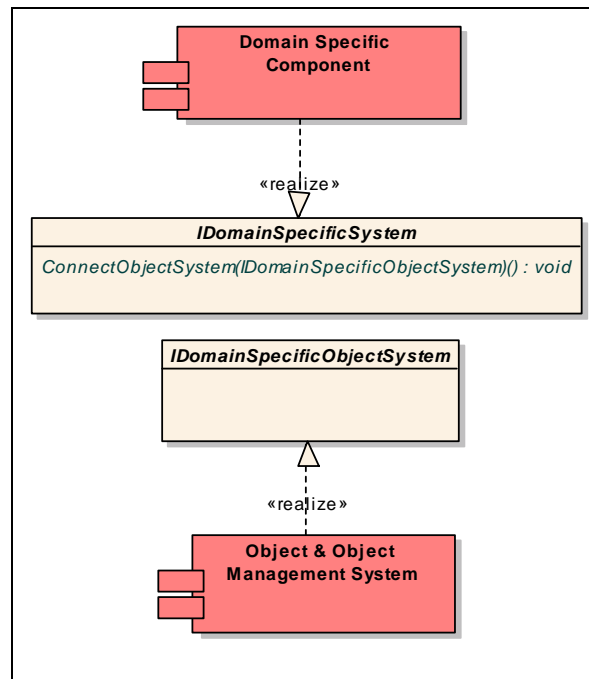 Domain Specific
Component
«realize»
IDomainSpecificSystem
ConnectObjectSystem(IDomainSpecificObjectSystem)() : void
IDomainSpecificObjectSystem
«realize»
Object & Object
Management System